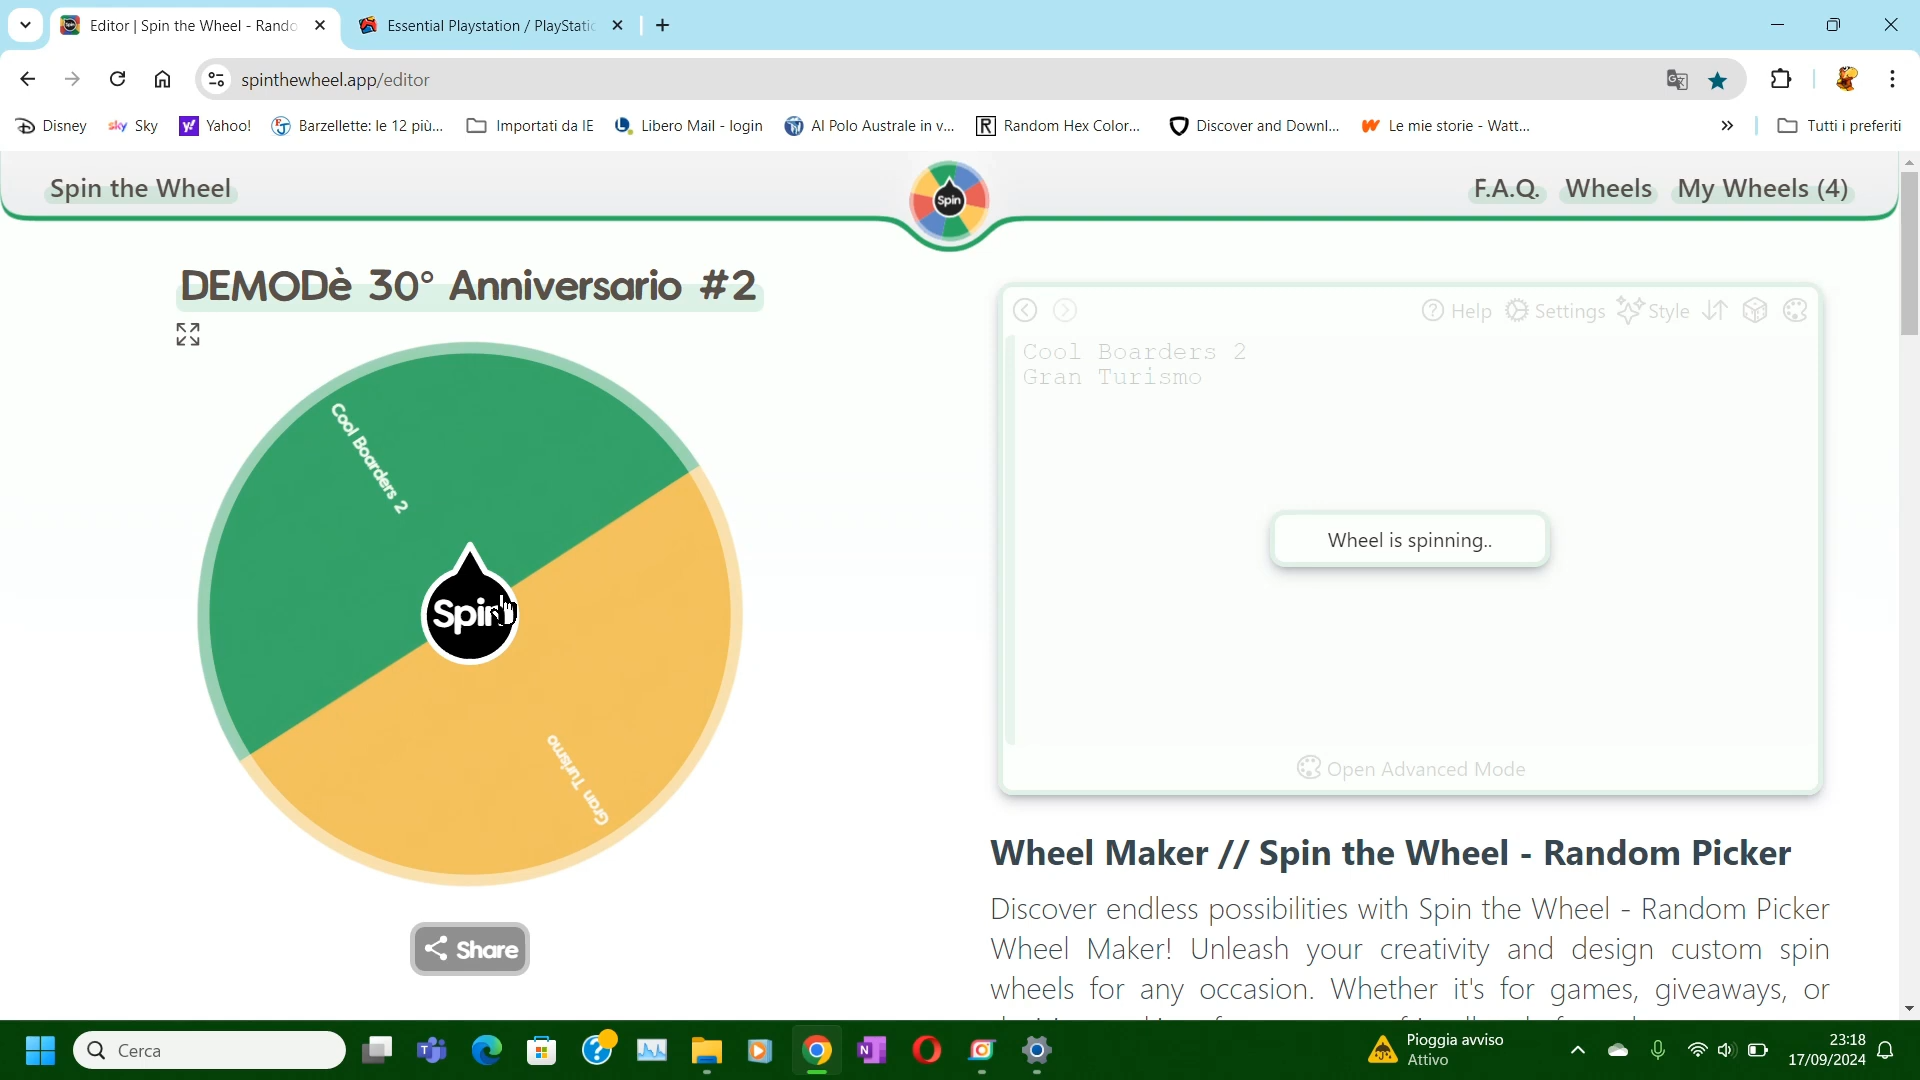 Editor | Spin the Wheel - Rando
Essential Playstation / PlayStatic
spinthewheel.app/editor
Disney
sky Sky
Yahoo!
Barzellette: le 12 più...
Importati da IE
Libero Mail - login
Al Polo Australe in v...
Random Hex Color...
Discover and Downl...
Le mie storie - Watt...
Tutti i preferiti
Spin the Wheel
Spin
F.A.Q.
Wheels
My Wheels (4)
DEMODè 30° Anniversario #2
Help
Settings
Style
Cool Boarders 2
Gran Turismo
Cool Boarders 2
Spin
Gran Turismo
Wheel is spinning..
Open Advanced Mode
Share
Wheel Maker // Spin the Wheel - Random Picker
Discover endless possibilities with Spin the Wheel - Random Picker
Wheel Maker! Unleash your creativity and design custom spin
wheels for any occasion. Whether it's for games, giveaways, or
Cerca
Pioggia avviso
Attivo
23:18
17/09/2024